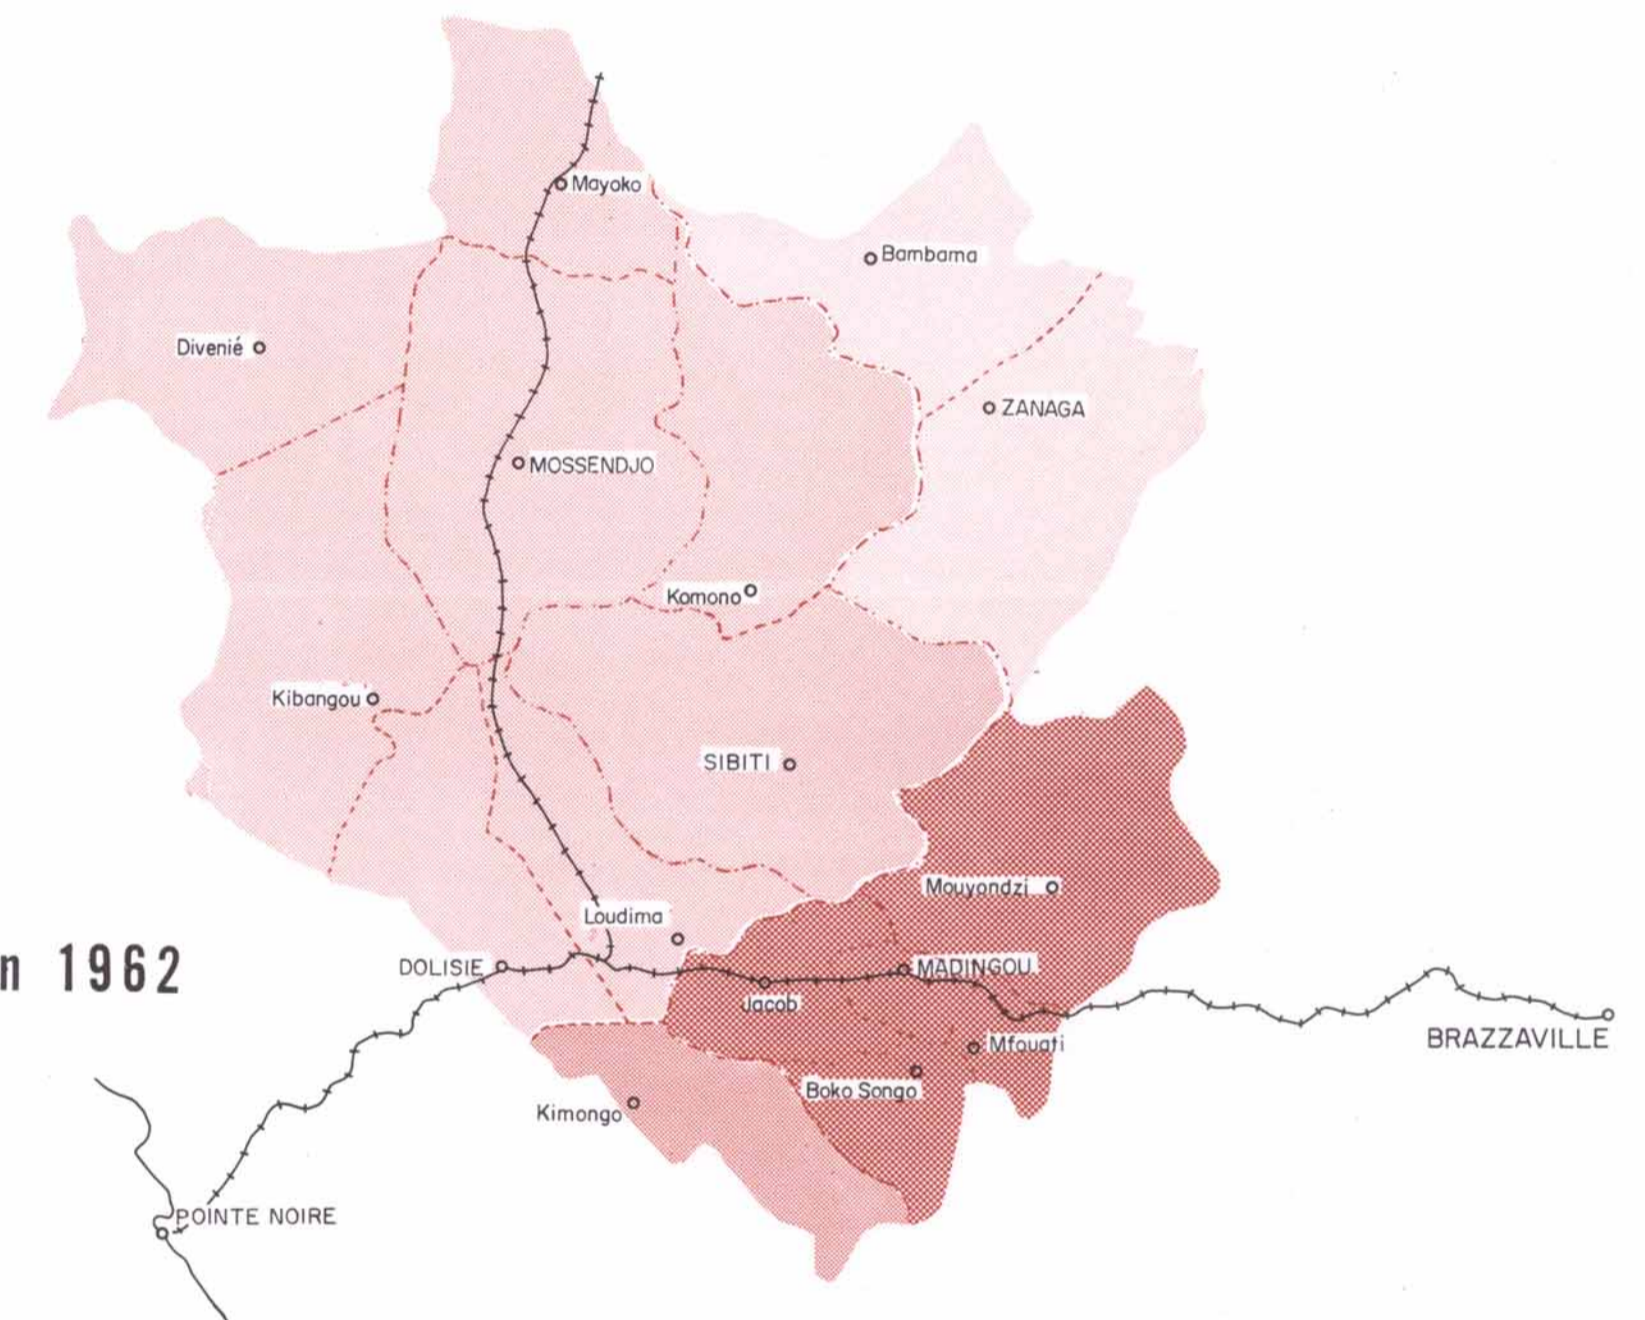 Mayoko
Bambama
Divenié
ZANAGA
MOSSENDJO
Komono
Kibangou
SIBITI
Mouyondzi
Loudima
n 1962
DOLISIE
MADINGOU
Jacob
Mfouati
BRAZZAVILLE
Boko Songo
Kimongo
POINTE NOIRE